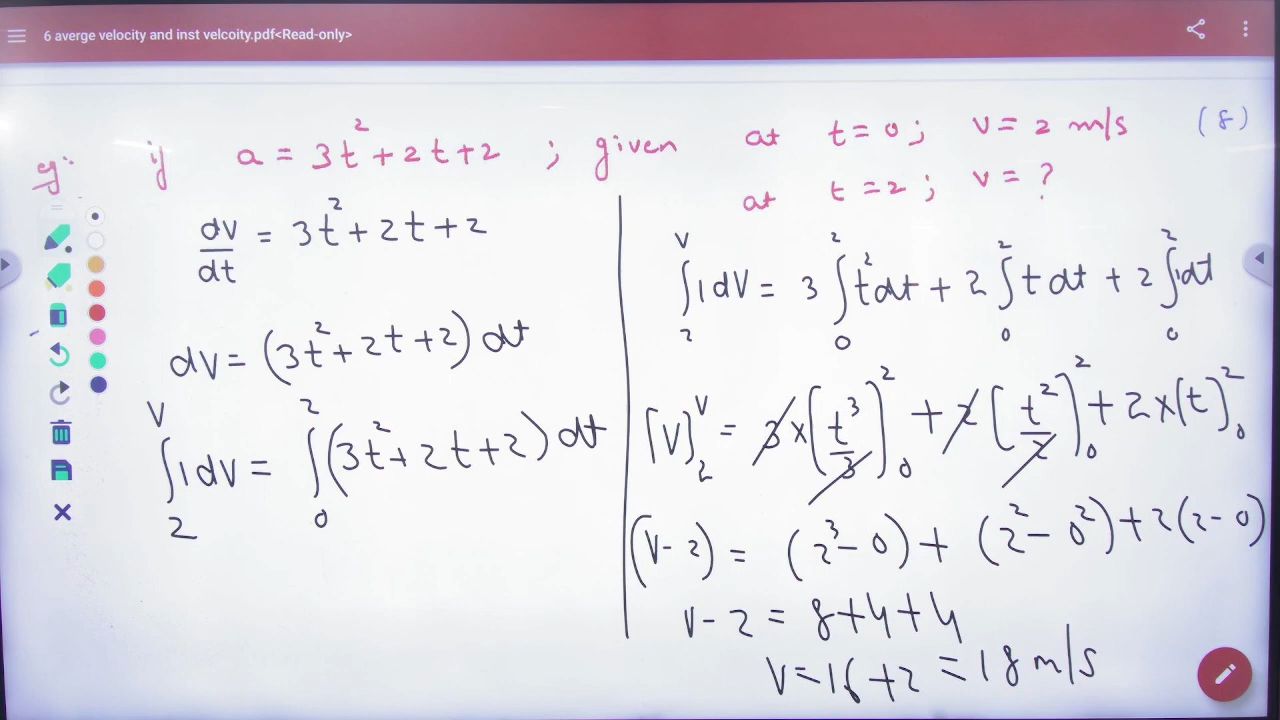 6 averge velocity and inst velcoity.pdf<Read-only>
eg: if a = 3t² + 2t + 2 ; given at t = 0 ; v = 2 m/s (8)
at t = 2 ; v = ?
dv/dt = 3t² + 2t + 2
dv = (3t² + 2t + 2) dt
∫₂^v 1 dv = ∫₀² (3t² + 2t + 2) dt
∫₂^v 1 dv = 3 ∫₀² t² dt + 2 ∫₀² t dt + 2 ∫₀² 1 dt
[v]₂^v = 3 × [t³/3]₀² + 2 [t²/2]₀² + 2 × [t]₀²
(v - 2) = (2³ - 0) + (2² - 0²) + 2(2 - 0)
v - 2 = 8 + 4 + 4
v = 16 + 2 = 18 m/s